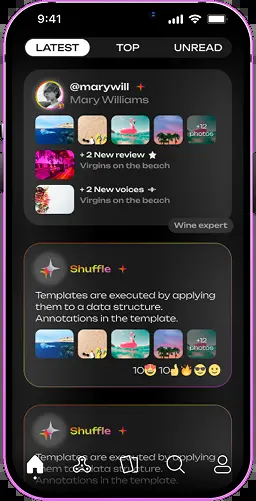 9:41
LATEST TOP UNREAD
@marywill
Mary Williams
+12
photos
+ 2 New review
Virgins on the beach
+ 2 New voices
Virgins on the beach
Wine expert
Shuffle
Templates are executed by applying
them to a data structure.
Annotations in the template.
+12
photos
10😍 10👍🔥😎🙂
Shuffle
Templates are executed by applying
them to a data structure.
Annotations in the template.